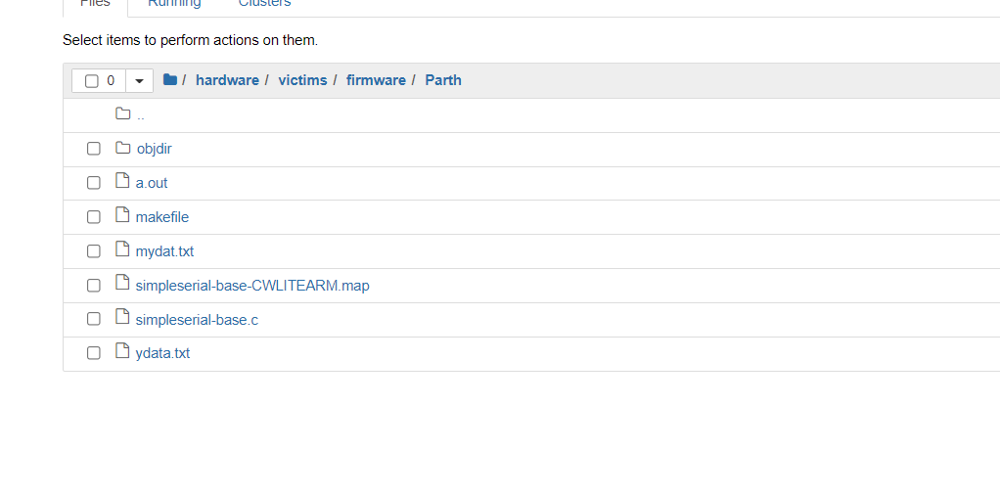 Files Running Clusters
Select items to perform actions on them.
0 / hardware / victims / firmware / Parth
..
objdir
a.out
makefile
mydat.txt
simpleserial-base-CWLITEARM.map
simpleserial-base.c
ydata.txt